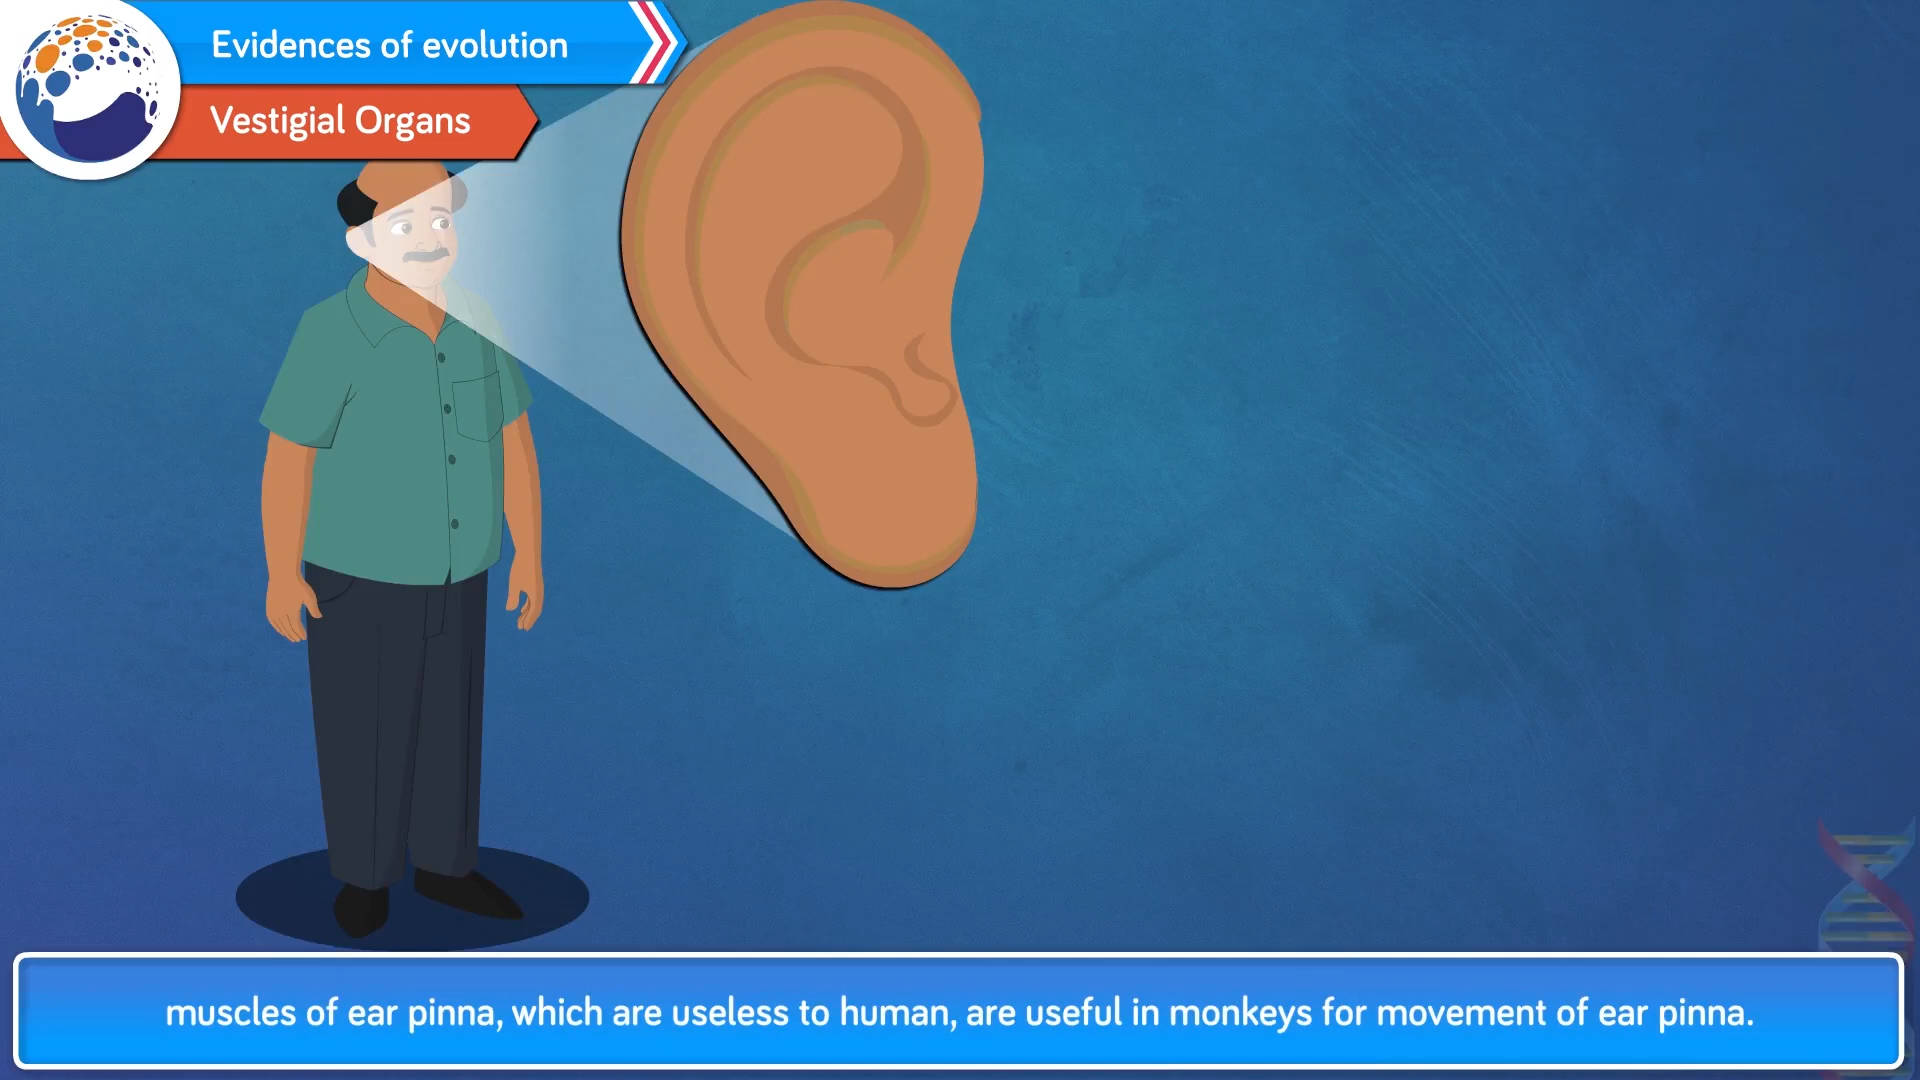 Evidences of evolution
Vestigial Organs
muscles of ear pinna, which are useless to human, are useful in monkeys for movement of ear pinna.